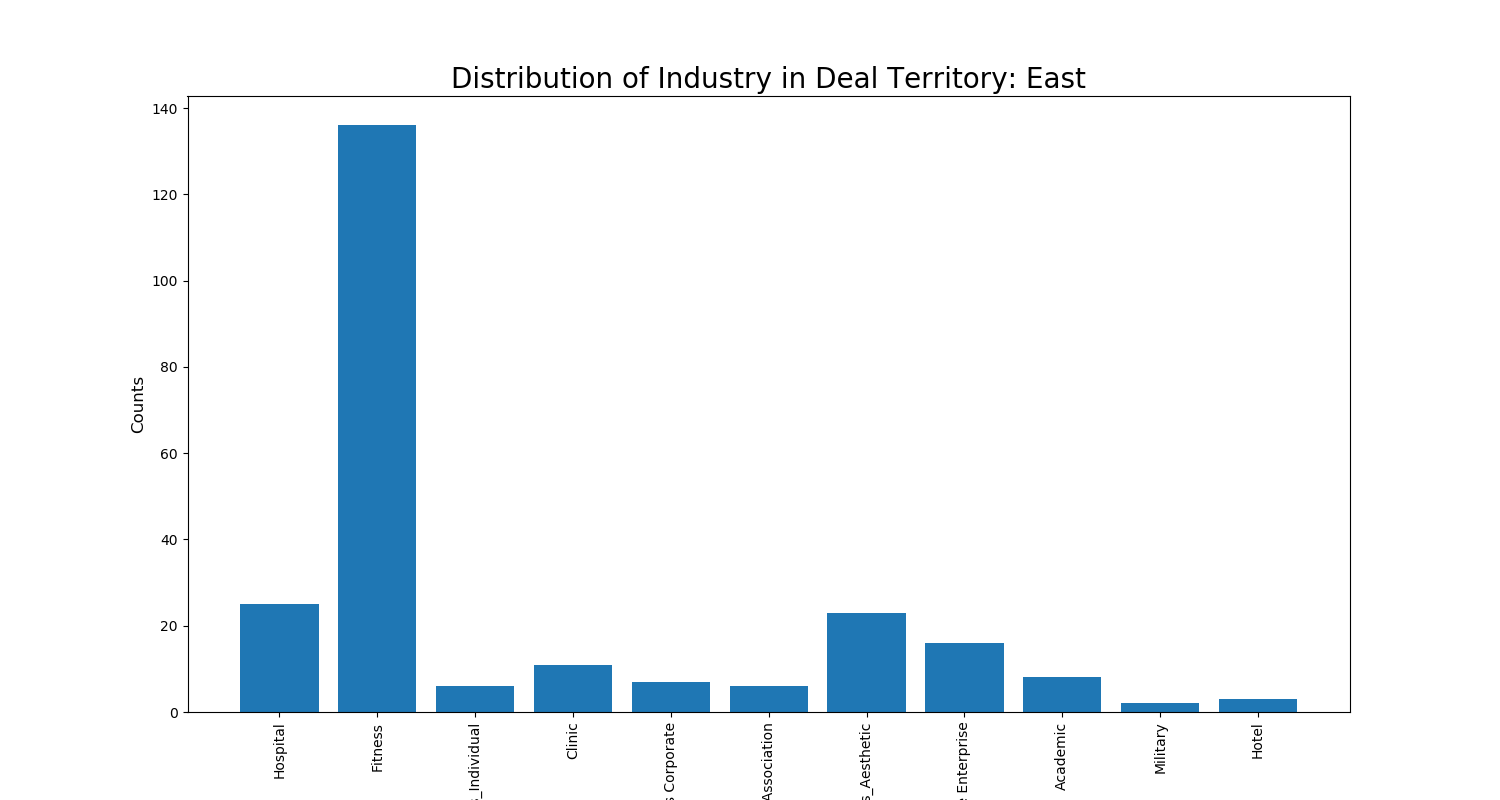 Distribution of Industry in Deal Territory: East
140
120
100
80
60
40
20
0
Counts
Hospital
Fitness
_Individual
Clinic
s Corporate
Association
s_Aesthetic
Enterprise
Academic
Military
Hotel